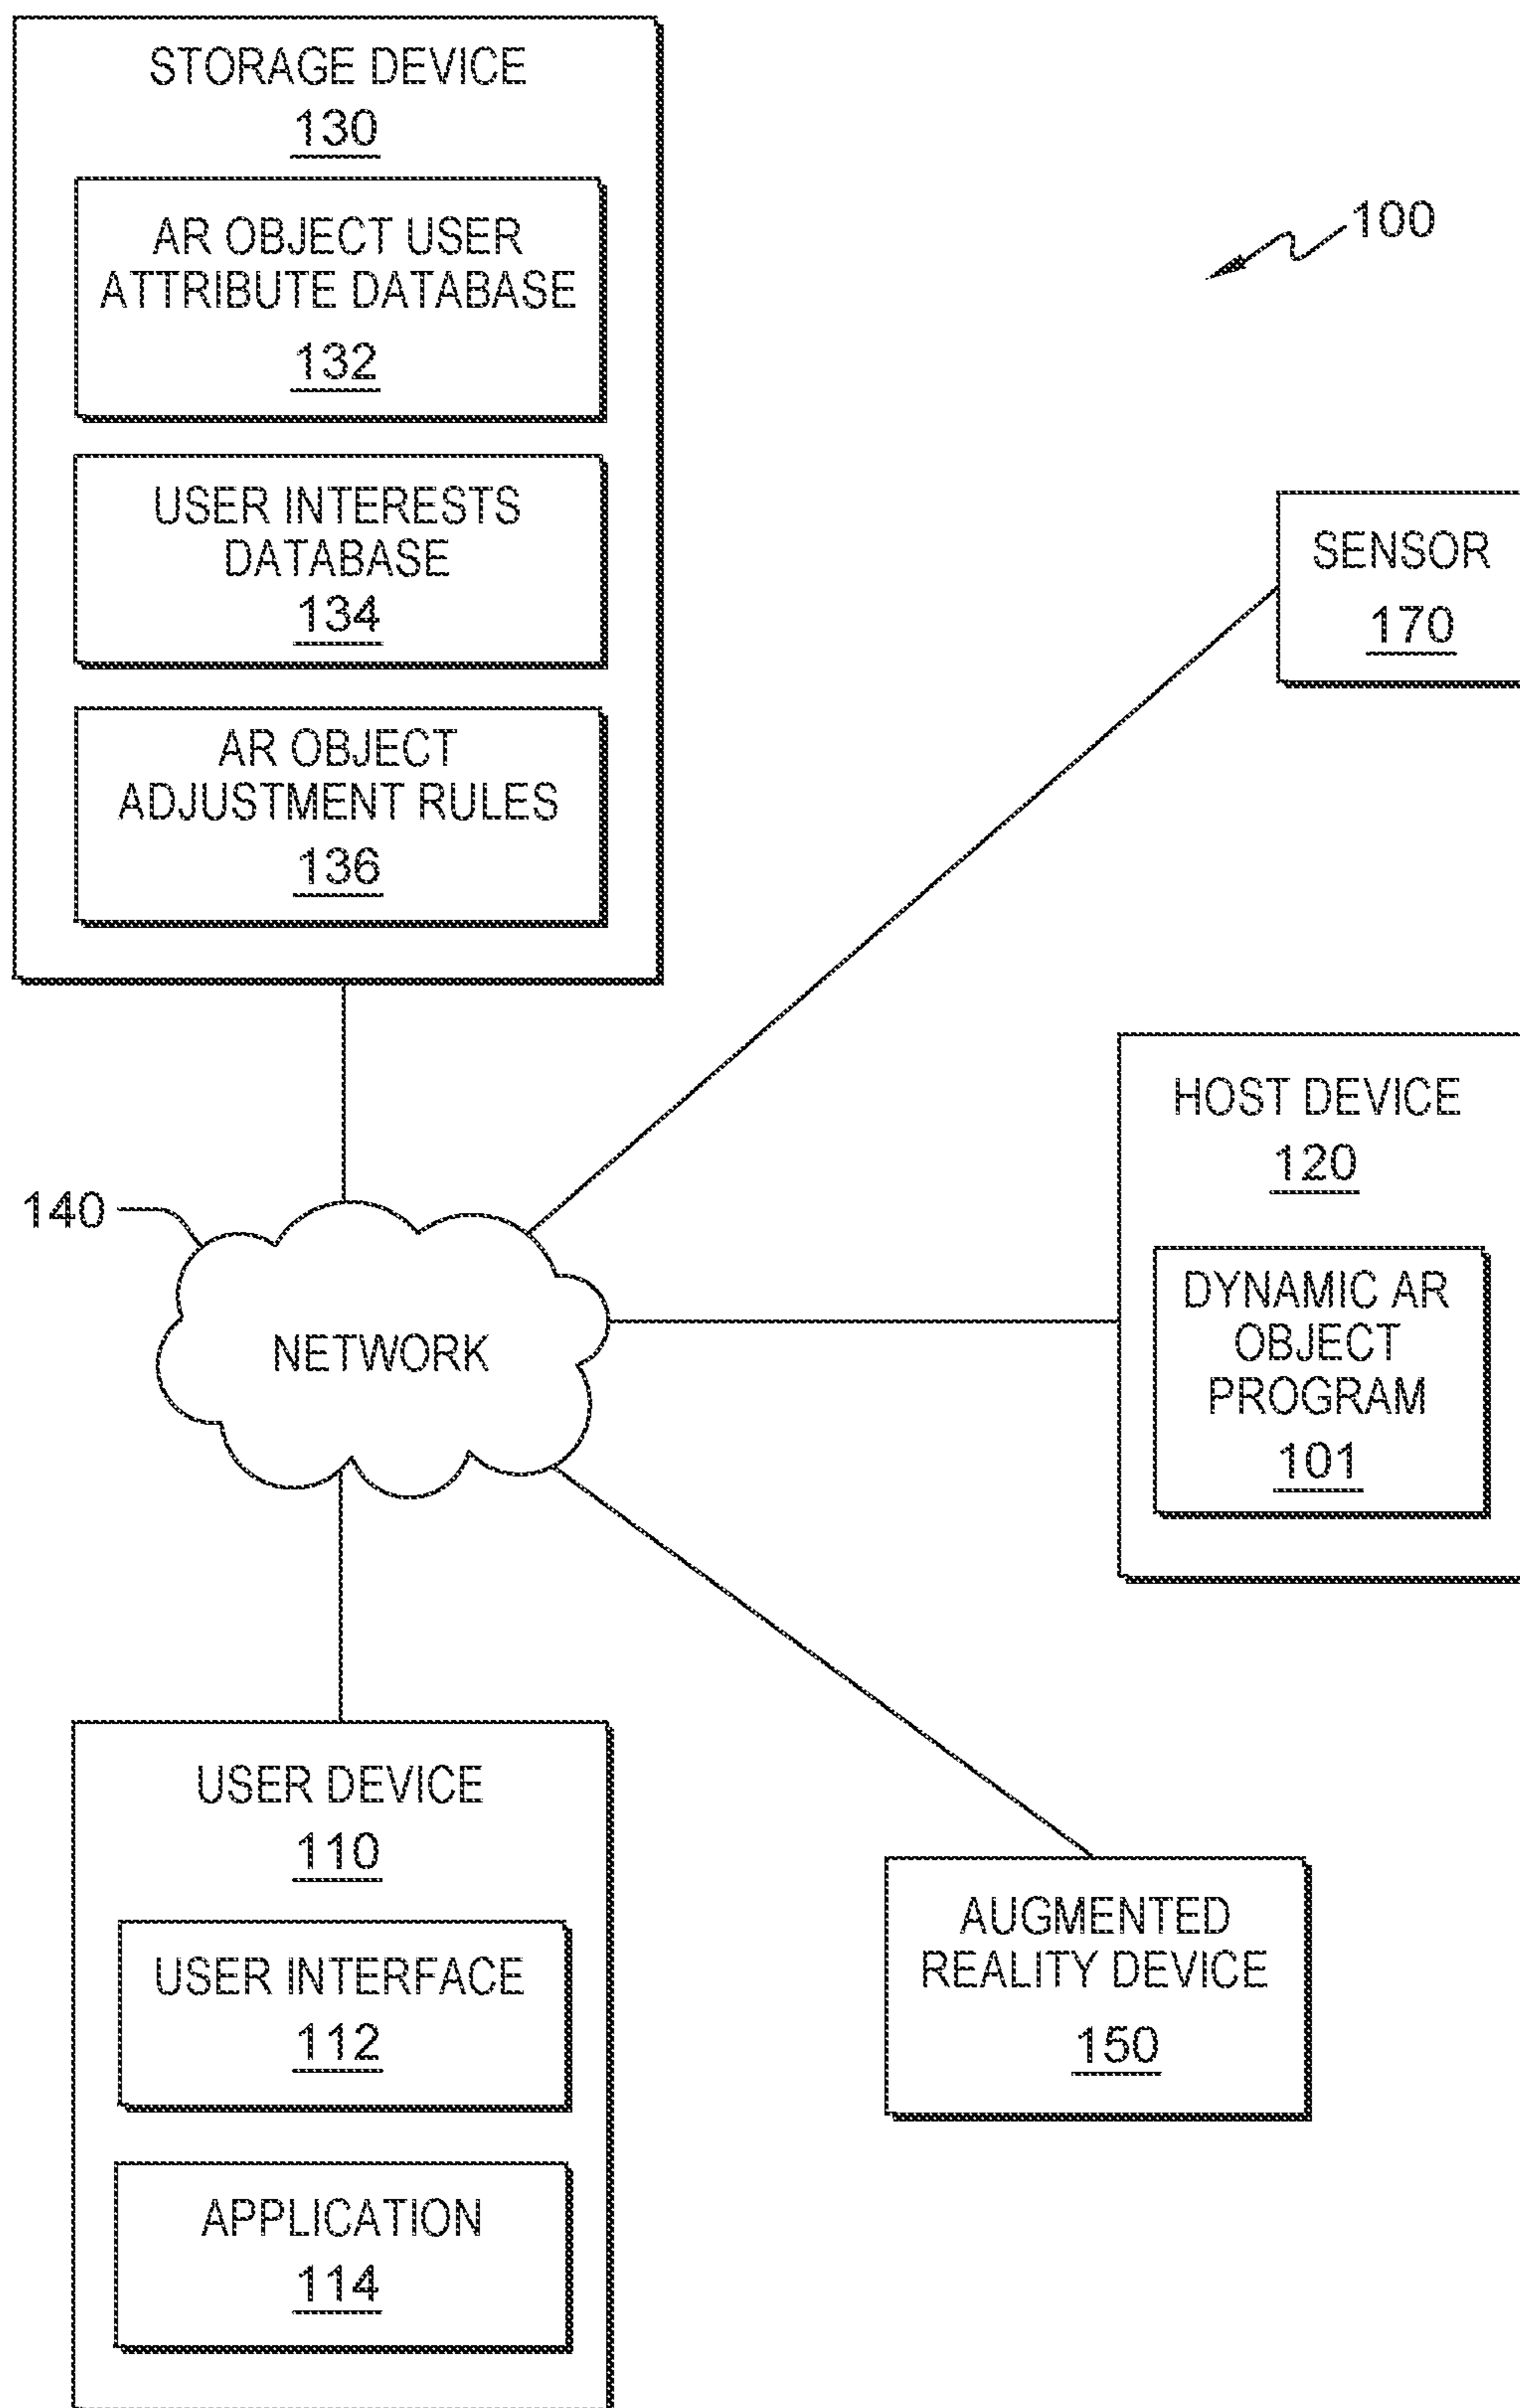 STORAGE DEVICE
130
AR OBJECT USER
ATTRIBUTE DATABASE
132
USER INTERESTS
DATABASE
134
AR OBJECT
ADJUSTMENT RULES
136
100
SENSOR
170
HOST DEVICE
120
DYNAMIC AR
OBJECT
PROGRAM
101
140
NETWORK
USER DEVICE
110
USER INTERFACE
112
APPLICATION
114
AUGMENTED
REALITY DEVICE
150